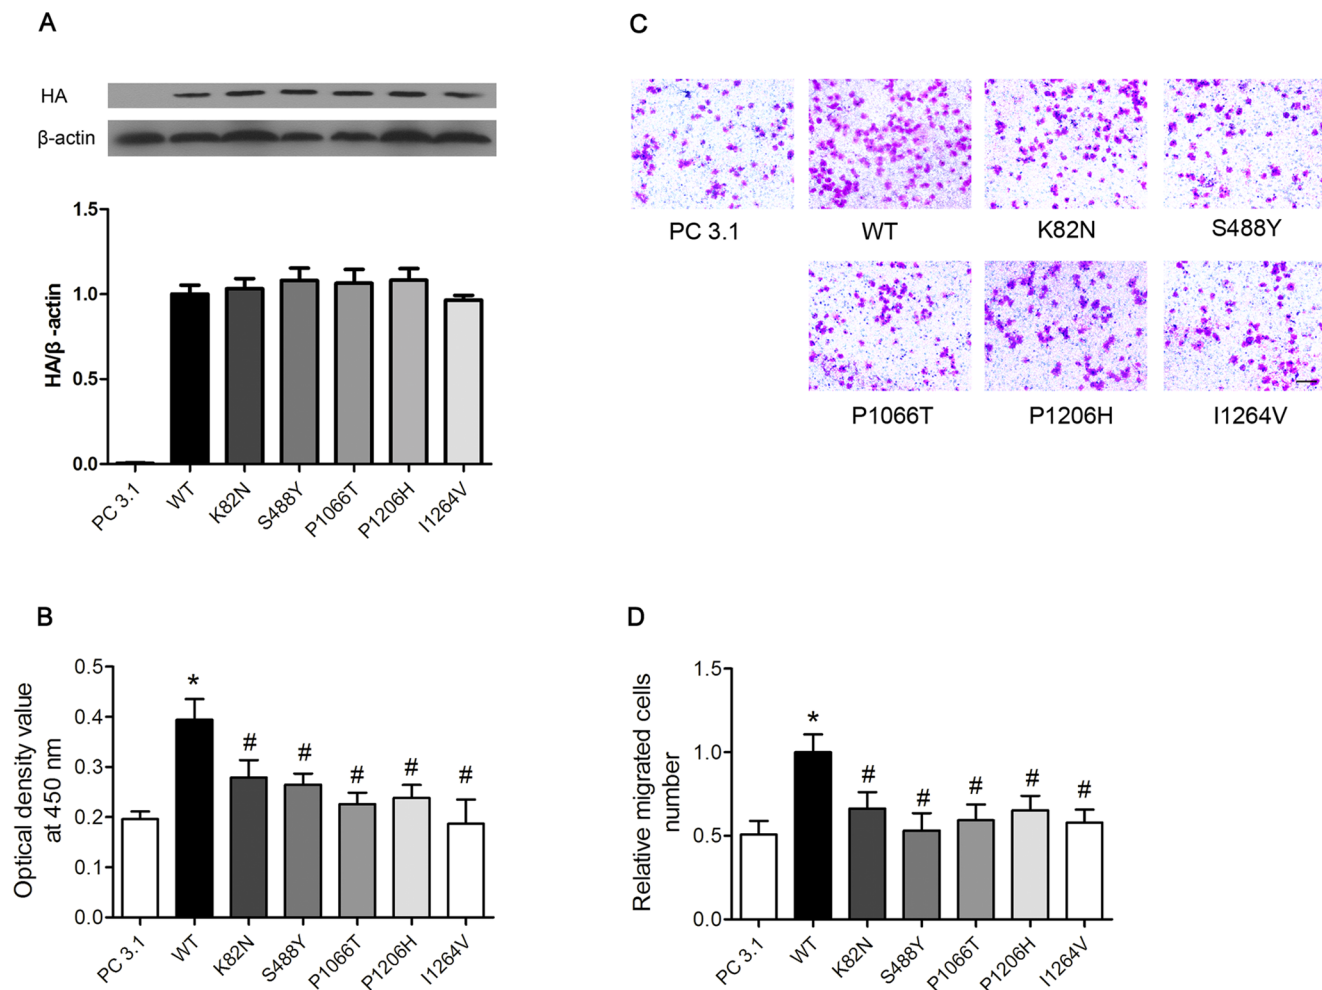 A
HA
β-actin
1.5
1.0
0.5
0.0
HA/β -actin
PC 3.1
WT
K82N
S488Y
P1066T
P1206H
I1264V
C
PC 3.1
WT
K82N
S488Y
P1066T
P1206H
I1264V
B
0.5
0.4
0.3
0.2
0.1
0.0
Optical density value
at 450 nm
*
#
#
#
#
#
PC 3.1
WT
K82N
S488Y
P1066T
P1206H
I1264V
D
1.5
1.0
0.5
0.0
Relative migrated cells
number
*
#
#
#
#
#
PC 3.1
WT
K82N
S488Y
P1066T
P1206H
I1264V